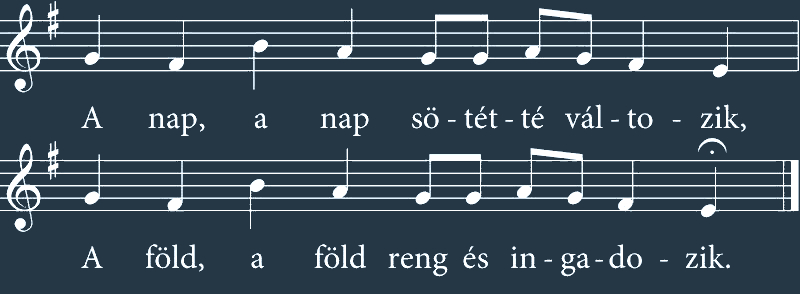 A nap, a nap sö - tét - té vál - to - zik,
A föld, a föld reng és in - ga - do - zik.